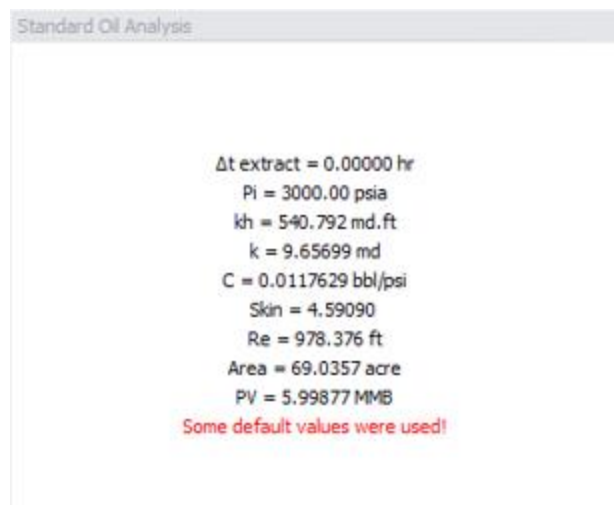 Standard Oil Analysis
Δt extract = 0.00000 hr
Pi = 3000.00 psia
kh = 540.792 md.ft
k = 9.65699 md
C = 0.0117629 bbl/psi
Skin = 4.59090
Re = 978.376 ft
Area = 69.0357 acre
PV = 5.99877 MMB
Some default values were used!